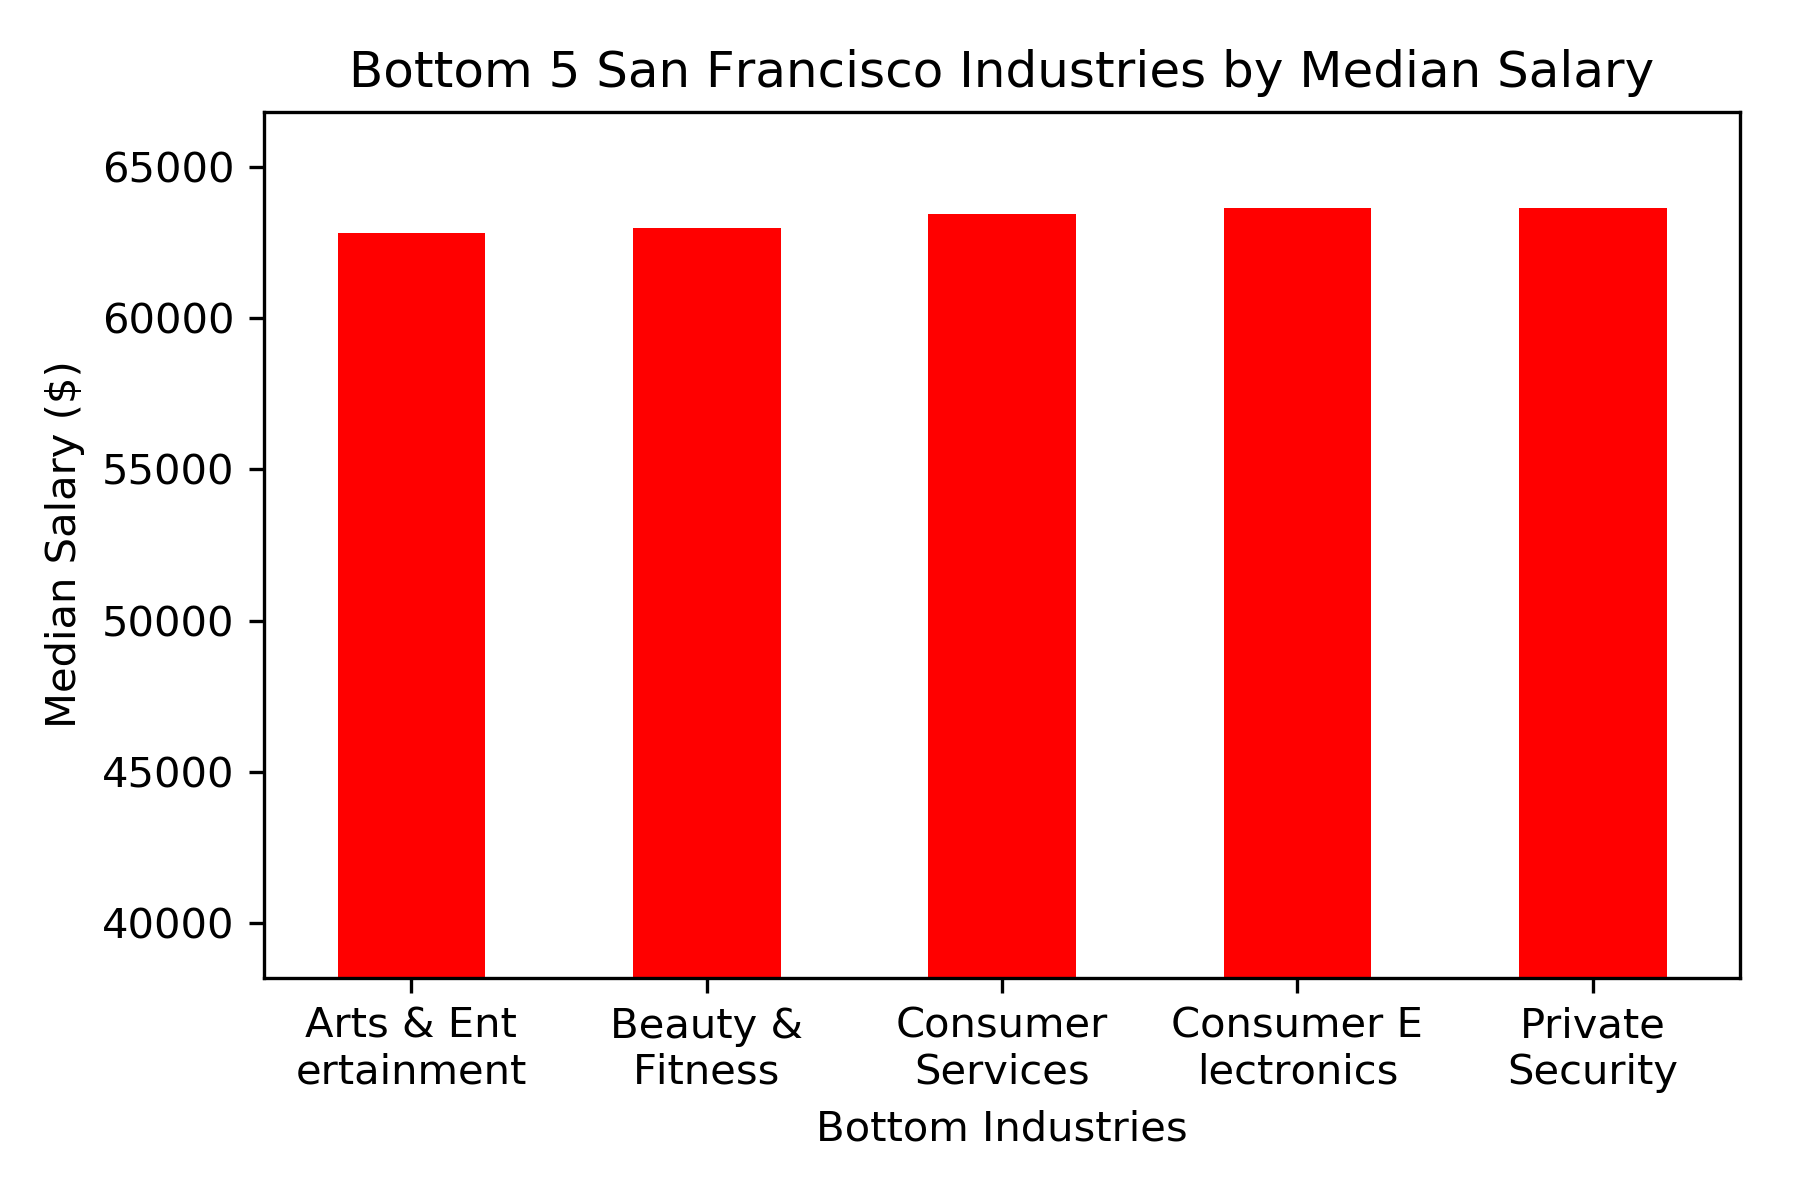 Bottom 5 San Francisco Industries by Median Salary
65000
60000
55000
50000
45000
40000
Median Salary ($)
Arts & Ent
ertainment
Beauty &
Fitness
Consumer
Services
Consumer E
lectronics
Private
Security
Bottom Industries